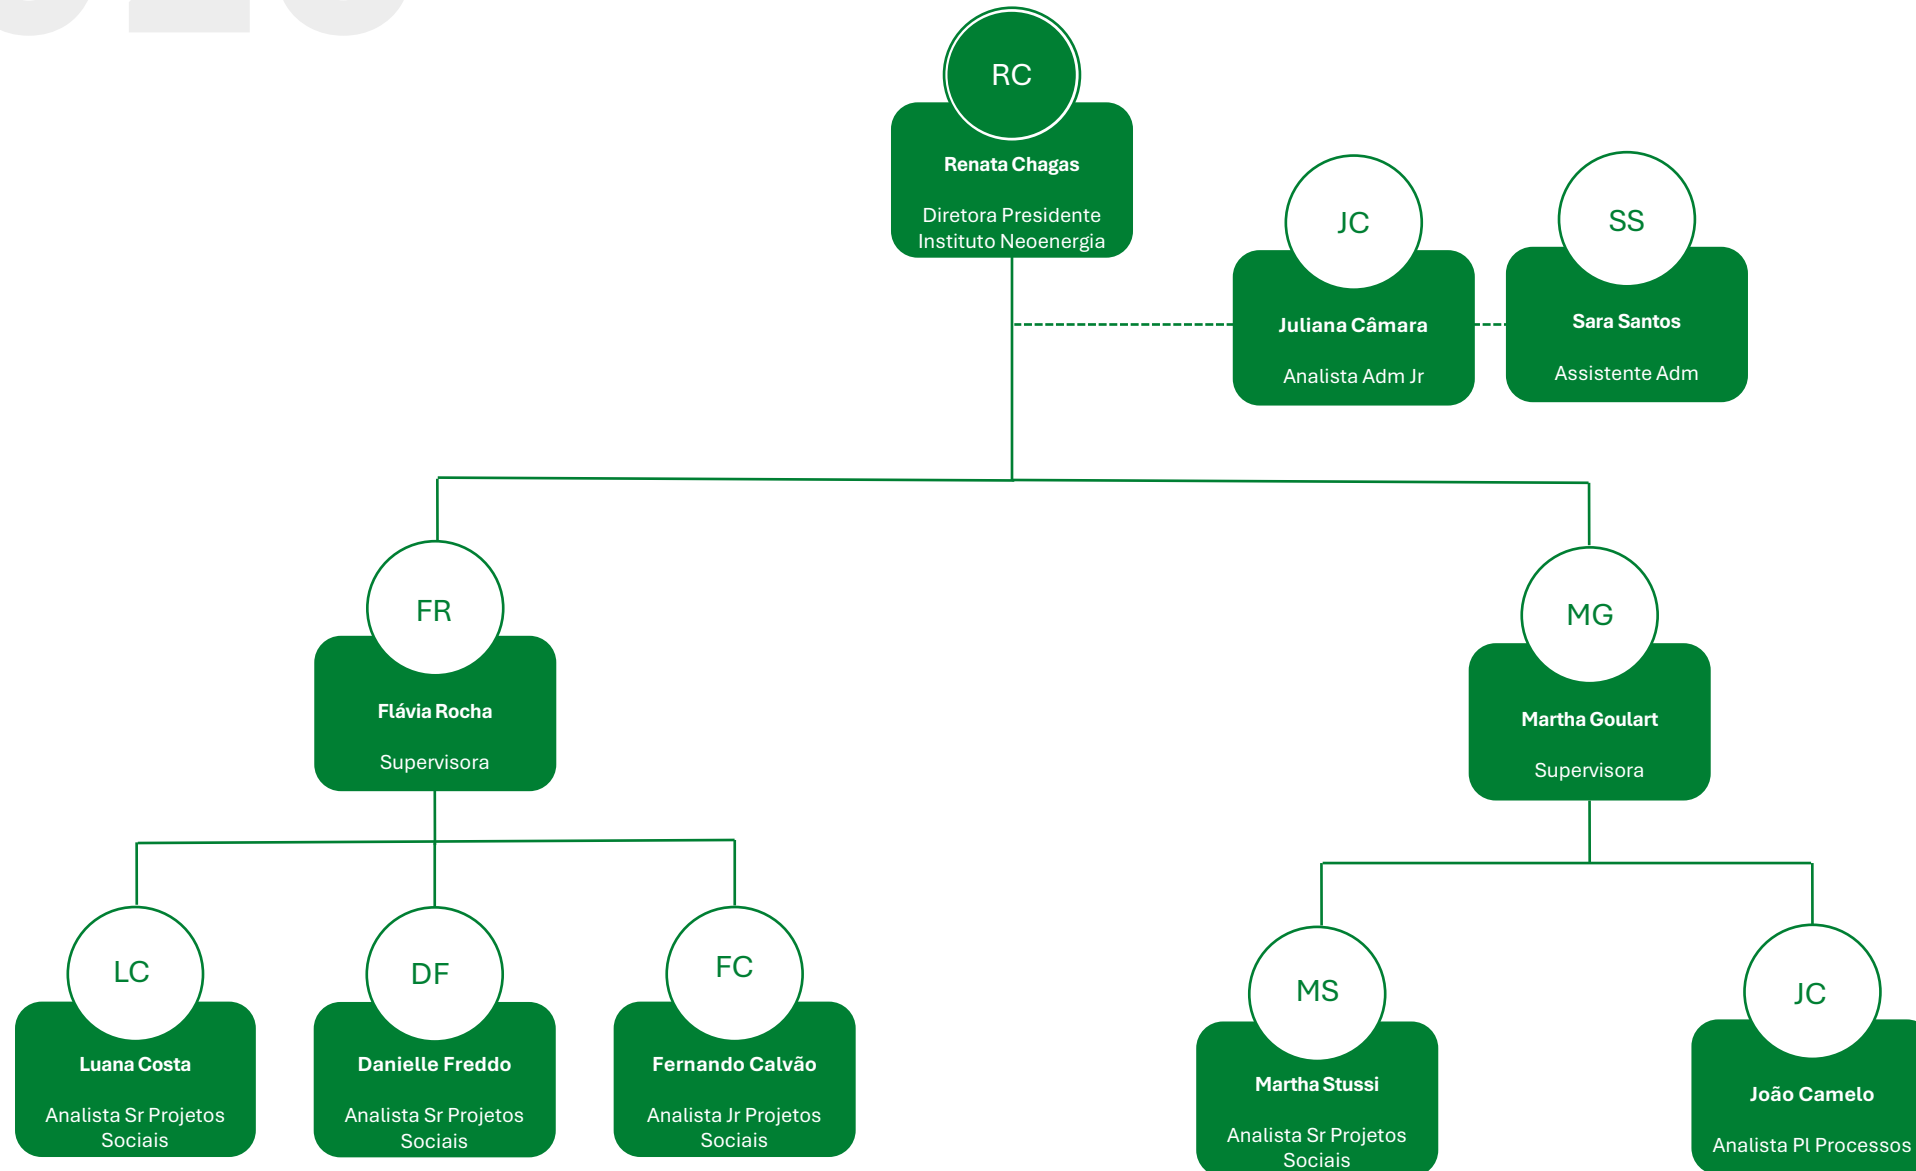 RC
Renata Chagas
Diretora Presidente
Instituto Neoenergia
JC
Juliana Câmara
Analista Adm Jr
SS
Sara Santos
Assistente Adm
FR
Flávia Rocha
Supervisora
MG
Martha Goulart
Supervisora
LC
Luana Costa
Analista Sr Projetos
Sociais
DF
Danielle Freddo
Analista Sr Projetos
Sociais
FC
Fernando Calvão
Analista Jr Projetos
Sociais
MS
Martha Stussi
Analista Sr Projetos
Sociais
JC
João Camelo
Analista Pl Processos